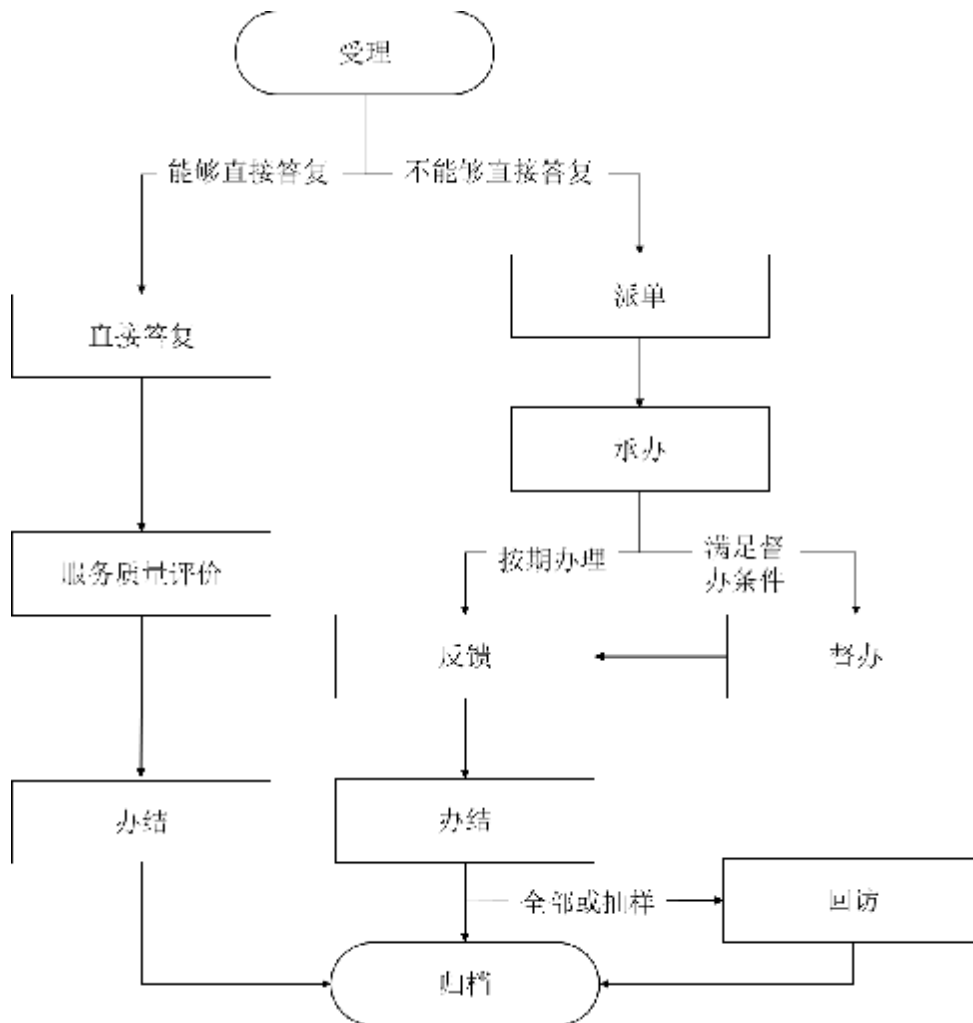 受理
能够直接答复
不能够直接答复
派单
直接答复
承办
按期办理
满足督
办条件
服务质量评价
反馈
督办
办结
办结
全部或抽样
回访
归档